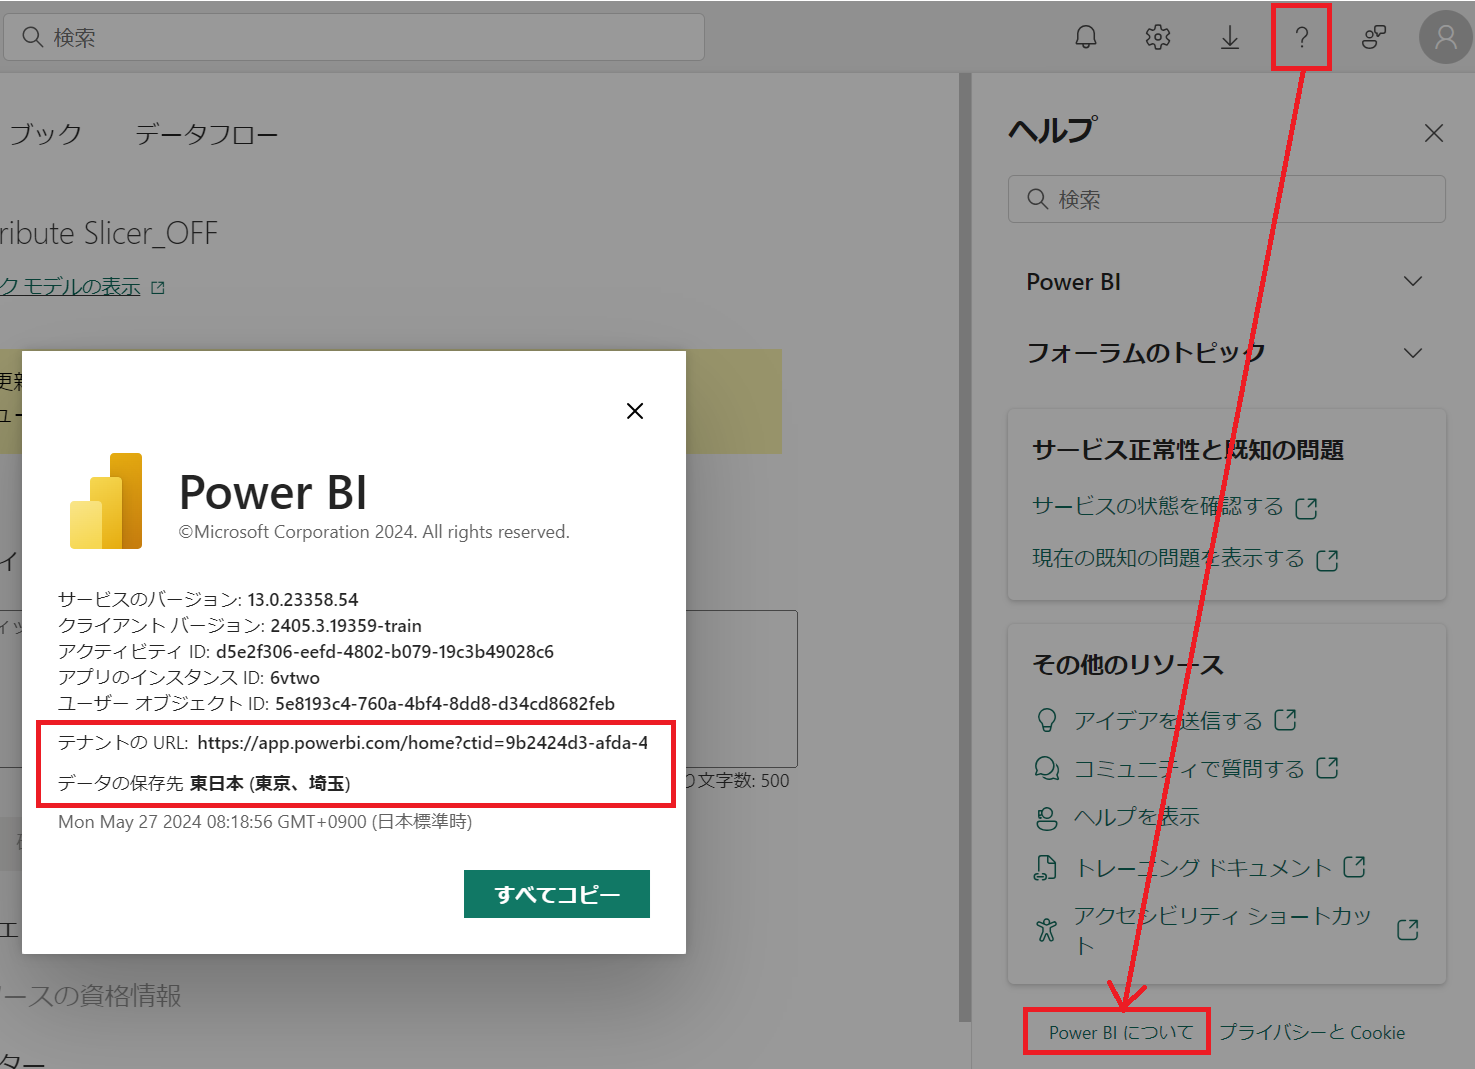 検索
ブック
データフロー
ribute Slicer_OFF
ク モデルの表示
更新
ュー
Power BI
©Microsoft Corporation 2024. All rights reserved.
サービスのバージョン: 13.0.23358.54
クライアント バージョン: 2405.3.19359-train
アクティビティ ID: d5e2f306-eefd-4802-b079-19c3b49028c6
アプリのインスタンス ID: 6vtwo
ユーザー オブジェクト ID: 5e8193c4-760a-4bf4-8dd8-d34cd8682feb
テナントの URL: https://app.powerbi.com/home?ctid=9b2424d3-afda-4
データの保存先 東日本 (東京、埼玉)
Mon May 27 2024 08:18:56 GMT+0900 (日本標準時)
すべてコピー
イ
ィッ
り文字数: 500
エ
ースの資格情報
ター
ヘルプ
検索
Power BI
フォーラムのトピック
サービス正常性と既知の問題
サービスの状態を確認する
現在の既知の問題を表示する
その他のリソース
アイデアを送信する
コミュニティで質問する
ヘルプを表示
トレーニング ドキュメント
アクセシビリティ ショートカッ
ト
Power BI について
プライバシーと Cookie